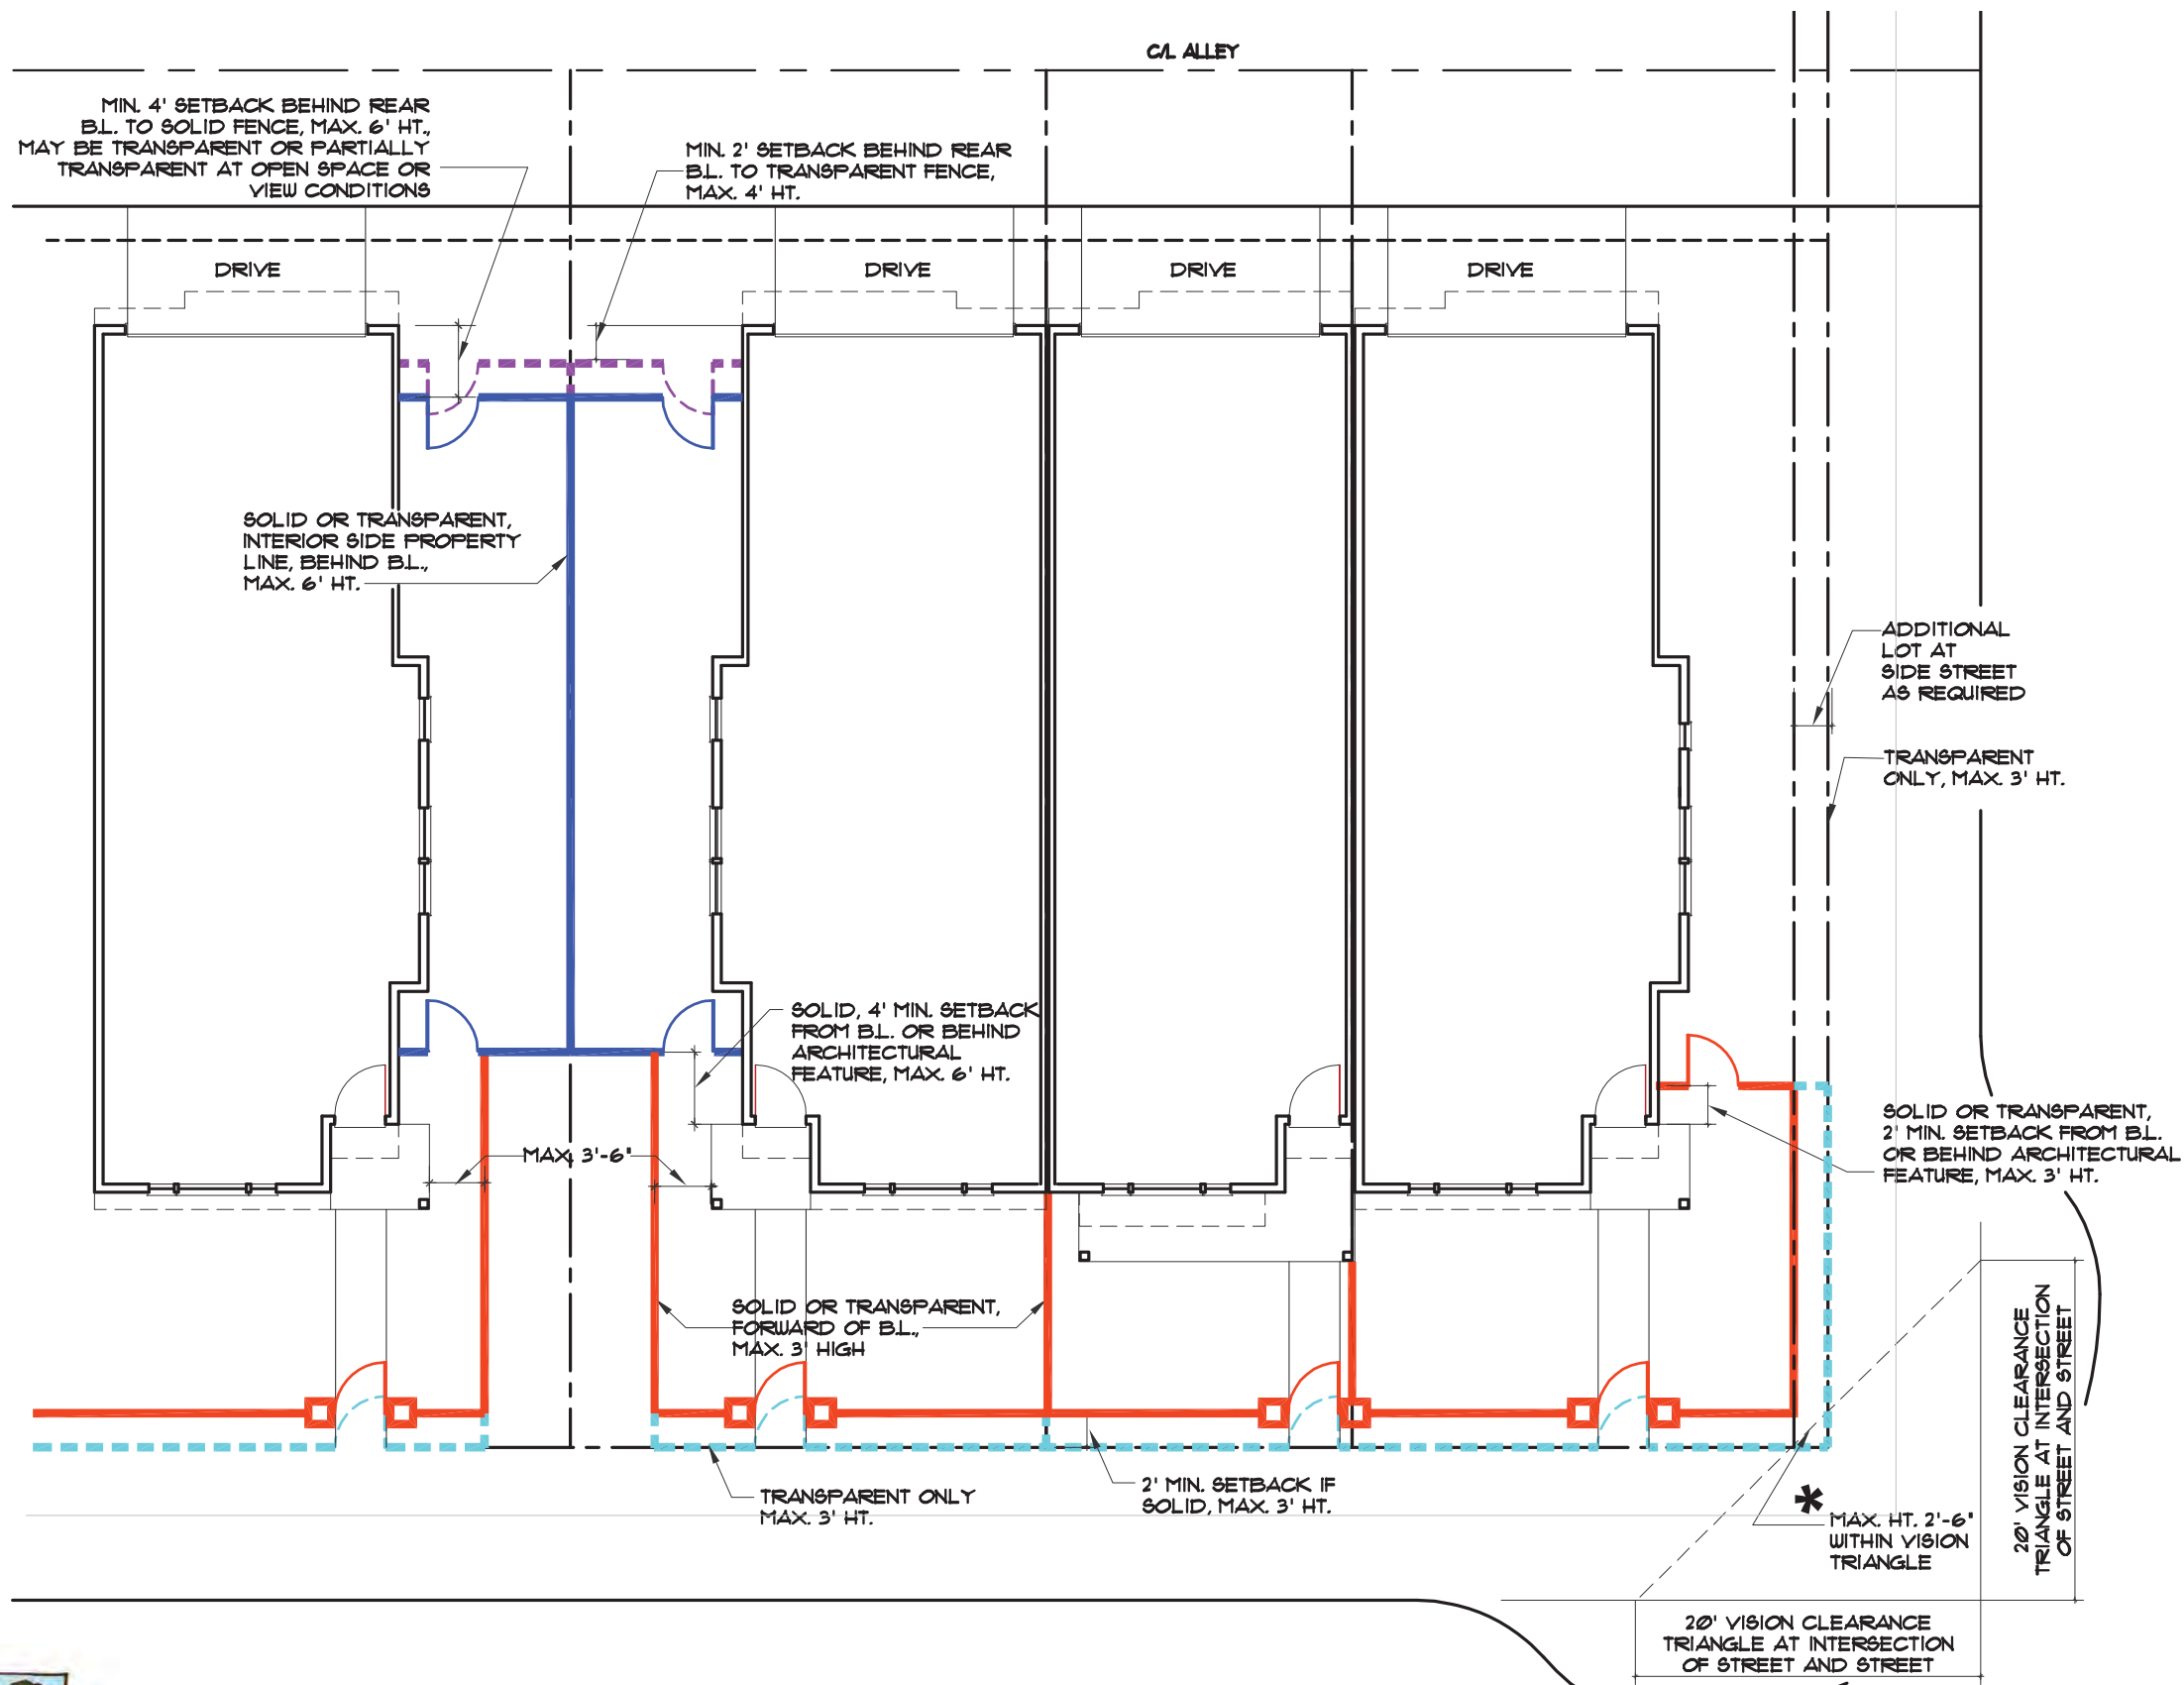 C/L ALLEY
MIN. 4' SETBACK BEHIND REAR
B.L. TO SOLID FENCE, MAX. 6' HT.,
MAY BE TRANSPARENT OR PARTIALLY
TRANSPARENT AT OPEN SPACE OR
VIEW CONDITIONS
MIN. 2' SETBACK BEHIND REAR
B.L. TO TRANSPARENT FENCE,
MAX. 4' HT.
DRIVE
DRIVE
DRIVE
DRIVE
SOLID OR TRANSPARENT,
INTERIOR SIDE PROPERTY
LINE, BEHIND B.L.,
MAX. 6' HT.
ADDITIONAL
LOT AT
SIDE STREET
AS REQUIRED
TRANSPARENT
ONLY, MAX. 3' HT.
SOLID, 4' MIN. SETBACK
FROM B.L. OR BEHIND
ARCHITECTURAL
FEATURE, MAX. 6' HT.
SOLID OR TRANSPARENT,
2' MIN. SETBACK FROM B.L.
OR BEHIND ARCHITECTURAL
FEATURE, MAX. 3' HT.
MAX. 3'-6"
SOLID OR TRANSPARENT,
FORWARD OF B.L.,
MAX. 3' HIGH
TRANSPARENT ONLY
MAX. 3' HT.
2' MIN. SETBACK IF
SOLID, MAX. 3' HT.
*
MAX. HT. 2'-6"
WITHIN VISION
TRIANGLE
20' VISION CLEARANCE
TRIANGLE AT INTERSECTION
OF STREET AND STREET
20' VISION CLEARANCE
TRIANGLE AT INTERSECTION
OF STREET AND STREET